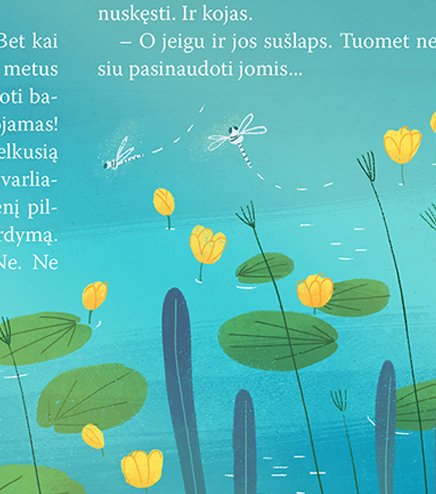 Bet kai
metus
oti ba-
ojamas!
elkusią
varlia-
enį pil-
rdymą.
Ne. Ne
nuskęsti. Ir kojas.
– O jeigu ir jos sušlaps. Tuomet ne
siu pasinaudoti jomis...